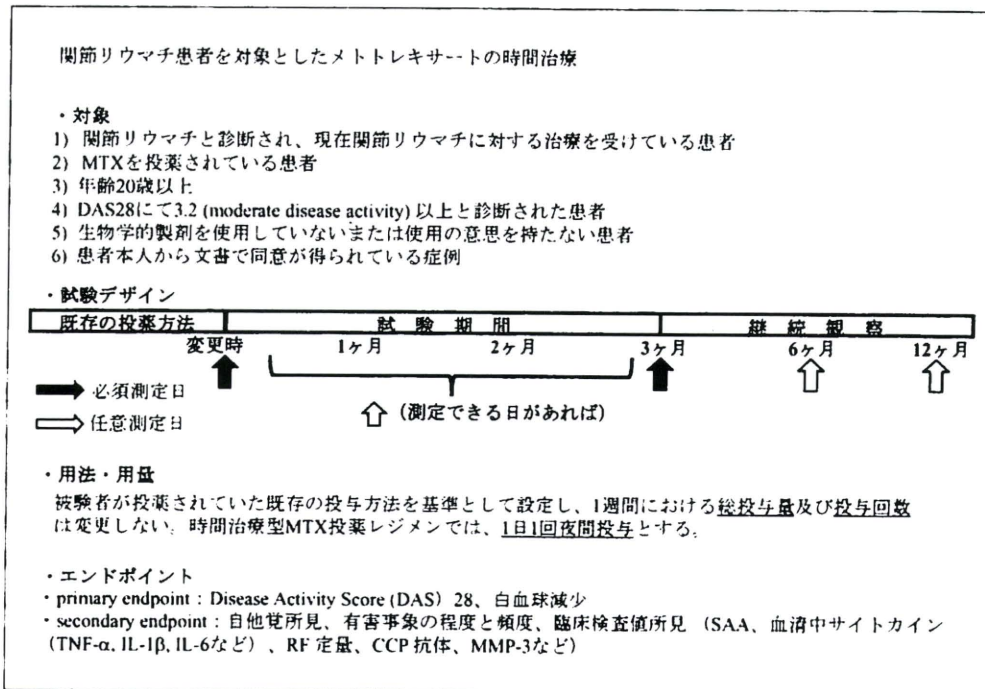 関節リウマチ患者を対象としたメトトレキサートの時間治療
・対象
1) 関節リウマチと診断され、現在関節リウマチに対する治療を受けている患者
2) MTXを投薬されている患者
3) 年齢20歳以上
4) DAS28にて3.2 (moderate disease activity) 以上と診断された患者
5) 生物学的製剤を使用していないまたは使用の意思を持たない患者
6) 患者本人から文書で同意が得られている症例
・試験デザイン
既存の投薬方法 試験期間 継続観察
変更時 1ヶ月 2ヶ月 3ヶ月 6ヶ月 12ヶ月
必須測定日
(測定できる日があれば)
任意測定日
・用法・用量
被験者が投薬されていた既存の投与方法を基準として設定し、1週間における総投与量及び投与回数
は変更しない。時間治療型MTX投薬レジメンでは、1日1回夜間投与とする。
・エンドポイント
・primary endpoint : Disease Activity Score (DAS) 28、白血球減少
・secondary endpoint : 自他覚所見、有害事象の程度と頻度、臨床検査値所見 (SAA、血清中サイトカイン
(TNF-α, IL-1β, IL-6など) 、RF 定量、CCP 抗体、MMP-3など)